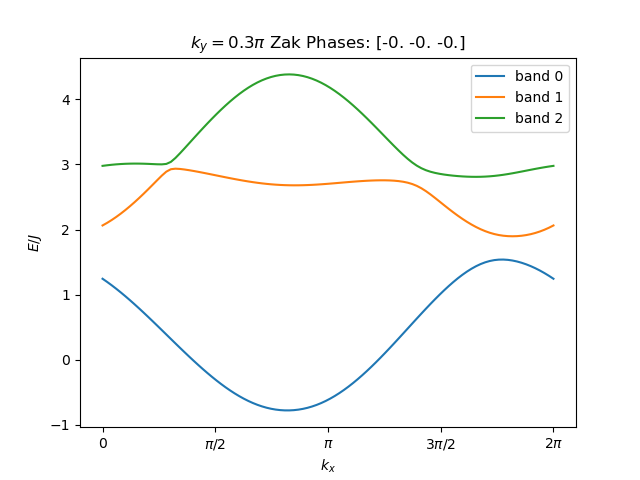 k_y = 0.3π Zak Phases: [-0. -0. -0.]
band 0
band 1
band 2
E/J
4
3
2
1
0
−1
0 π/2 π 3π/2 2π
k_x